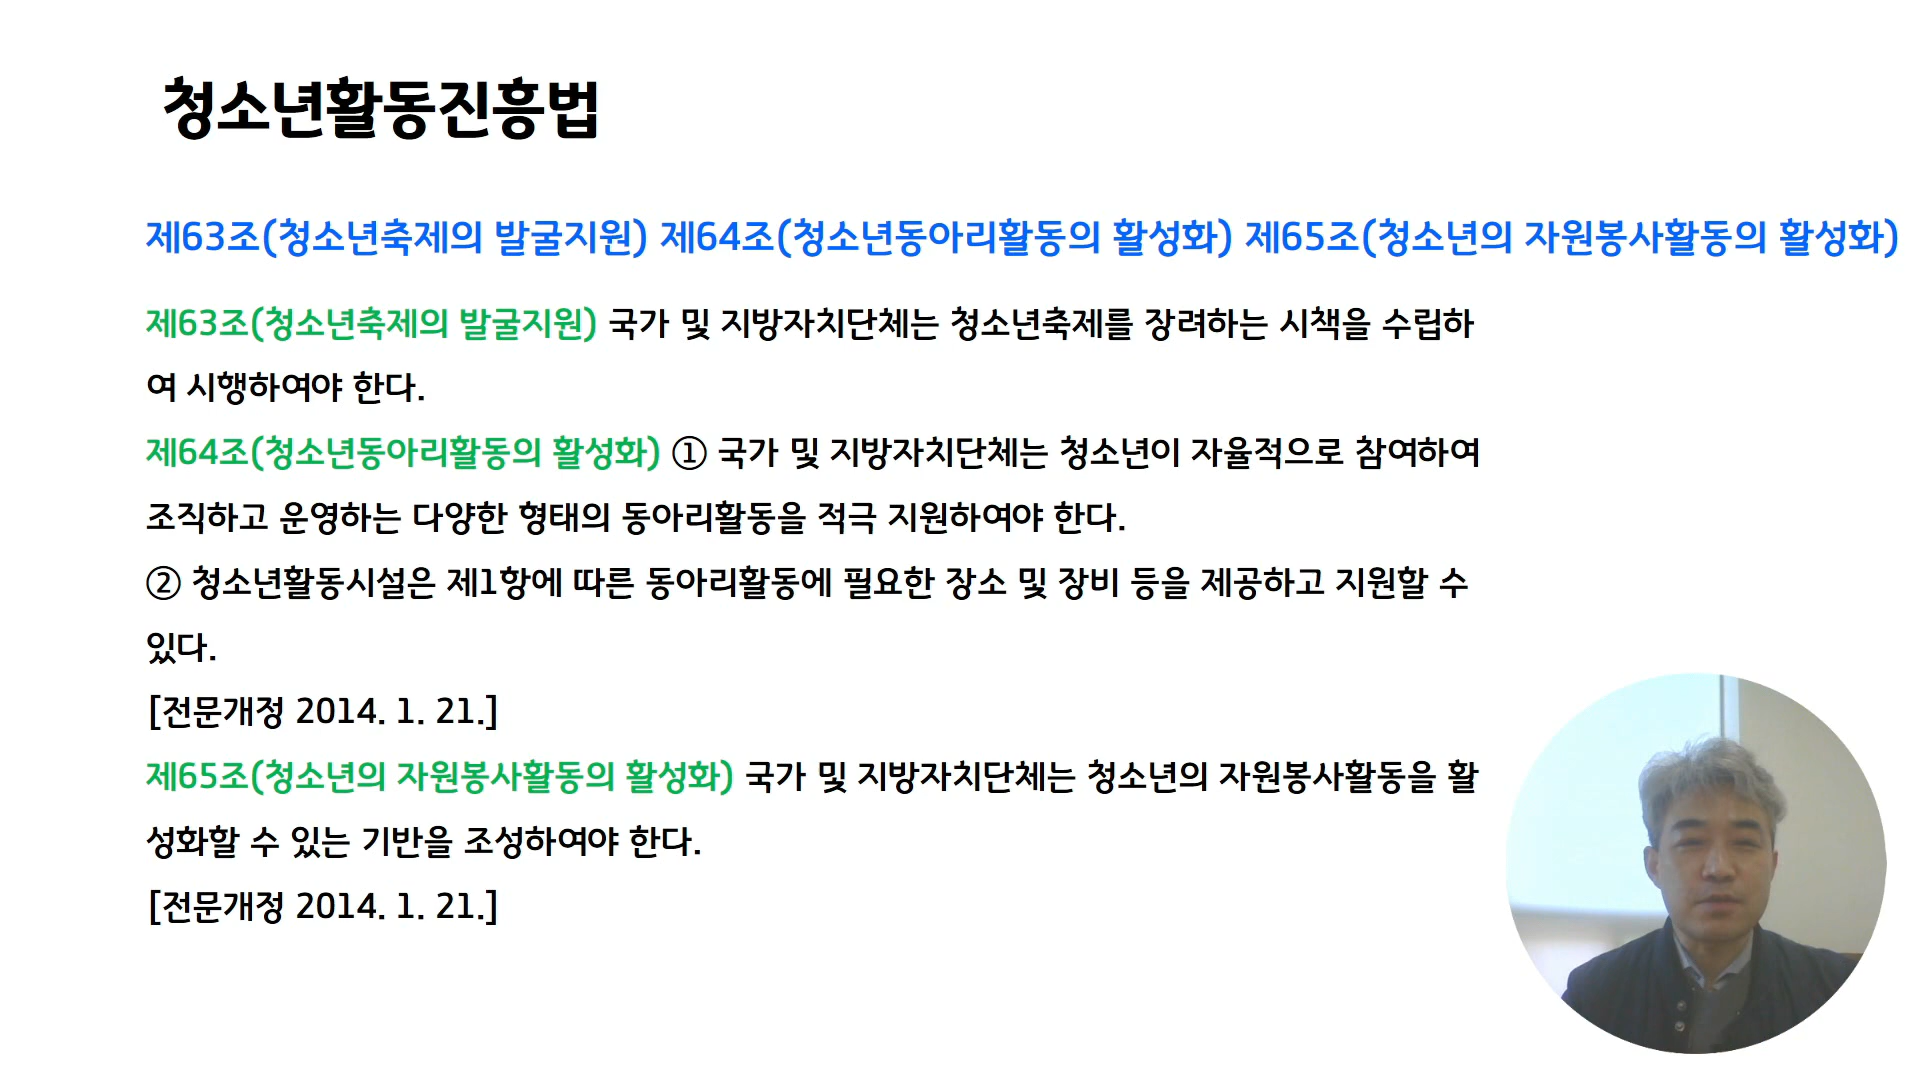 청소년활동진흥법
제63조(청소년축제의 발굴지원) 제64조(청소년동아리활동의 활성화) 제65조(청소년의 자원봉사활동의 활성화)
제63조(청소년축제의 발굴지원) 국가 및 지방자치단체는 청소년축제를 장려하는 시책을 수립하
여 시행하여야 한다.
제64조(청소년동아리활동의 활성화) ① 국가 및 지방자치단체는 청소년이 자율적으로 참여하여
조직하고 운영하는 다양한 형태의 동아리활동을 적극 지원하여야 한다.
② 청소년활동시설은 제1항에 따른 동아리활동에 필요한 장소 및 장비 등을 제공하고 지원할 수
있다.
[전문개정 2014. 1. 21.]
제65조(청소년의 자원봉사활동의 활성화) 국가 및 지방자치단체는 청소년의 자원봉사활동을 활
성화할 수 있는 기반을 조성하여야 한다.
[전문개정 2014. 1. 21.]